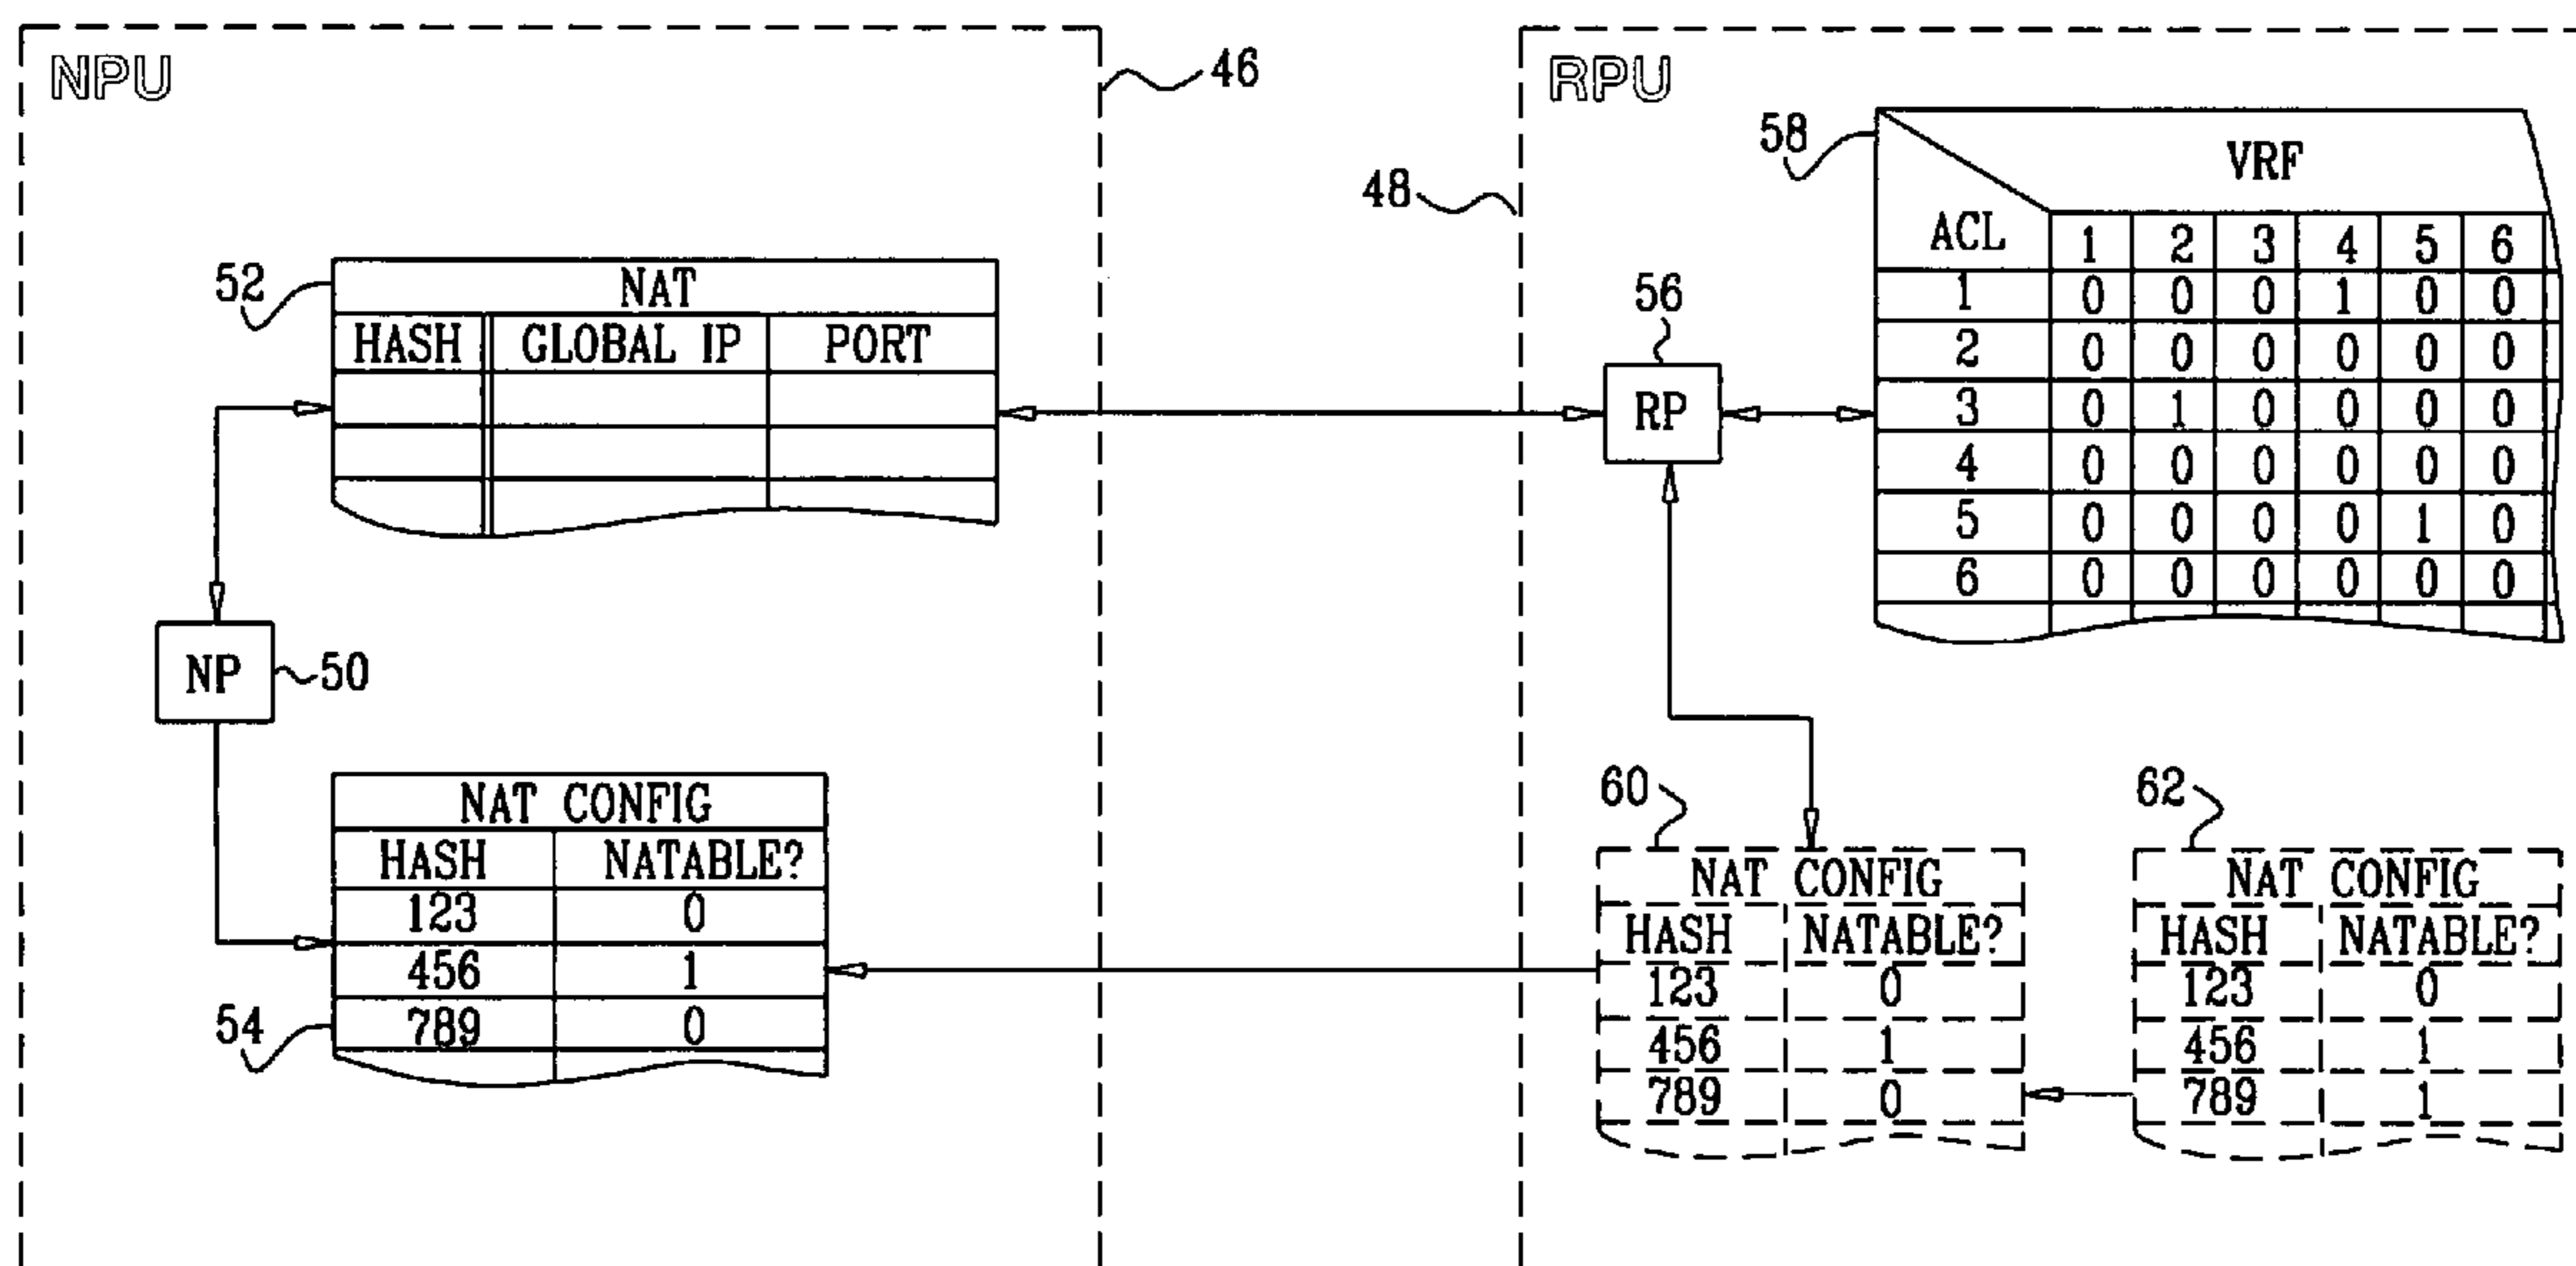 NPU
46
52
NAT
HASH GLOBAL IP PORT
NP
50
NAT CONFIG
HASH NATABLE?
123 0
456 1
789 0
54
RPU
48
58
VRF
ACL 1 2 3 4 5 6
1 0 0 0 1 0 0
2 0 0 0 0 0 0
3 0 1 0 0 0 0
4 0 0 0 0 0 0
5 0 0 0 0 1 0
6 0 0 0 0 0 0
56
RP
60
NAT CONFIG
HASH NATABLE?
123 0
456 1
789 0
62
NAT CONFIG
HASH NATABLE?
123 0
456 1
789 1